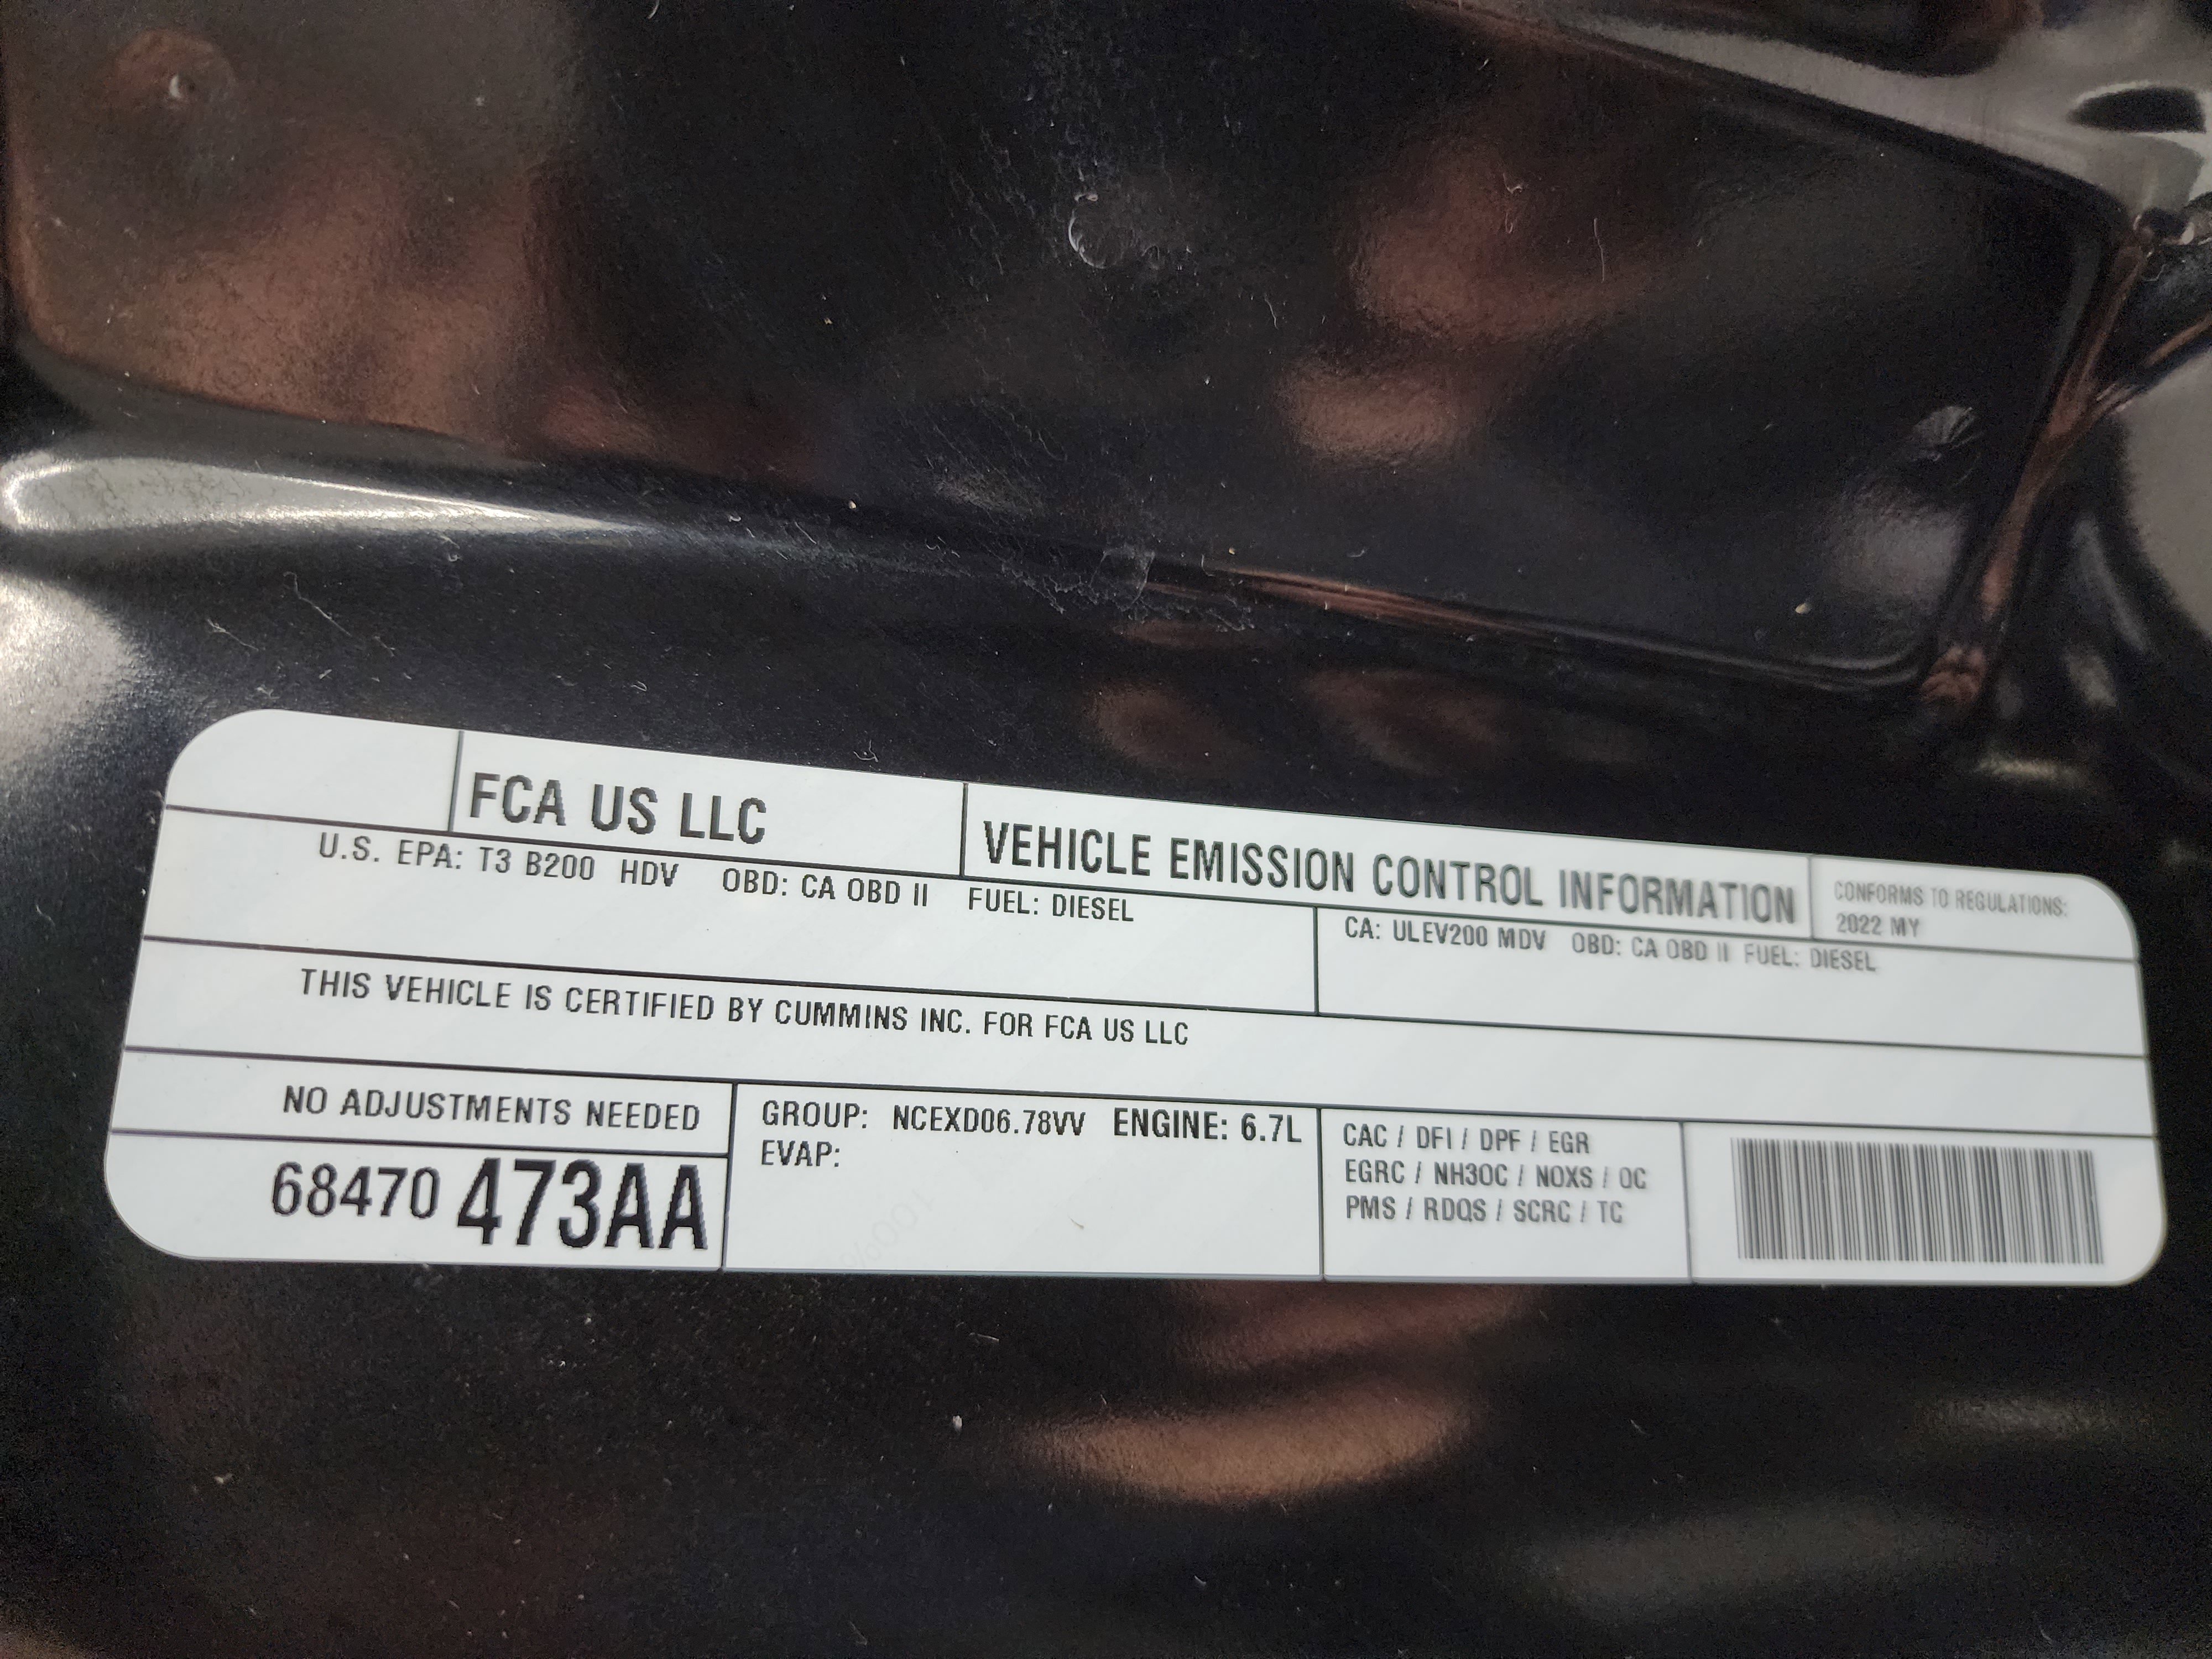 FCA US LLC
VEHICLE EMISSION CONTROL INFORMATION
CONFORMS TO REGULATIONS:
2022 MY
U.S. EPA: T3 B200 HDV OBD: CA OBD II FUEL: DIESEL
CA: ULEV200 MDV OBD: CA OBD II FUEL: DIESEL
THIS VEHICLE IS CERTIFIED BY CUMMINS INC. FOR FCA US LLC
NO ADJUSTMENTS NEEDED
68470 473AA
GROUP: NCEXD06.78VV ENGINE: 6.7L
EVAP:
CAC / DFI / DPF / EGR
EGRC / NH3OC / NOXS / OC
PMS / RDQS / SCRC / TC